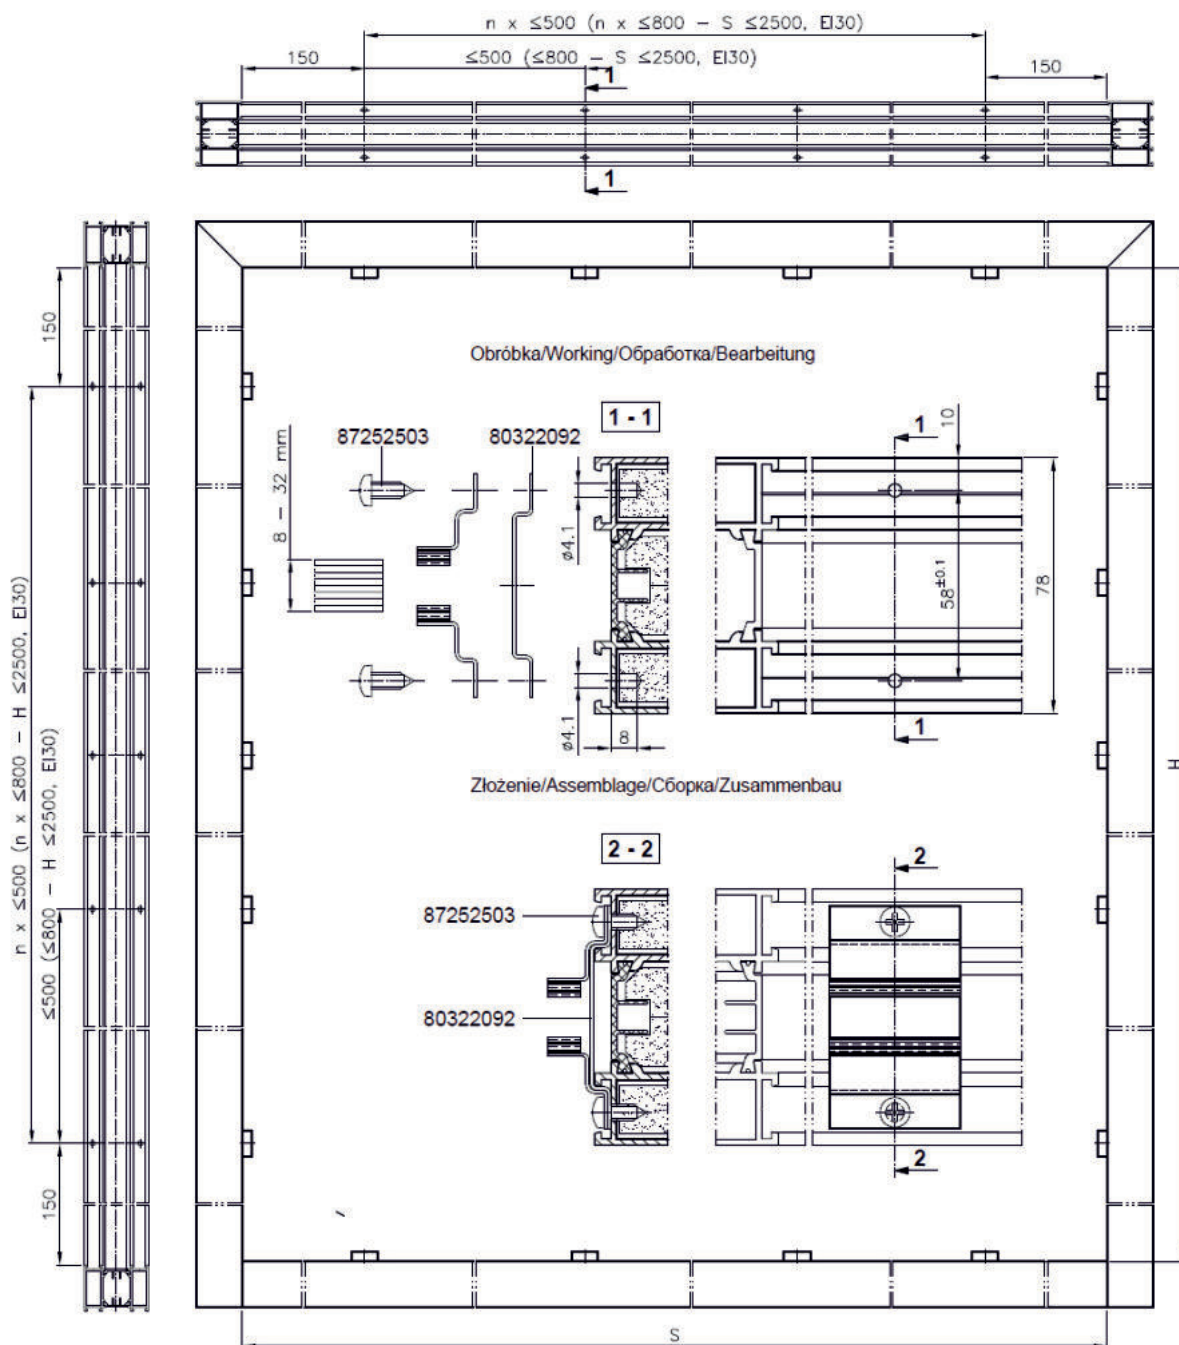 n x ≤500 (n x ≤800 – S ≤2500, EI30)
150
≤500 (≤800 – S ≤2500, EI30)
150
1
1
150
n x ≤500 (n x ≤800 – H ≤2500, EI30)
≤500 (≤800 – H ≤2500, EI30)
150
Obróbka/Working/Обработка/Bearbeitung
1 - 1
87252503
80322092
8 – 32 mm
ø4.1
ø4.1
8
1
10
58±0.1
78
1
H
Złożenie/Assemblage/Сборка/Zusammenbau
2 - 2
2
87252503
80322092
2
S